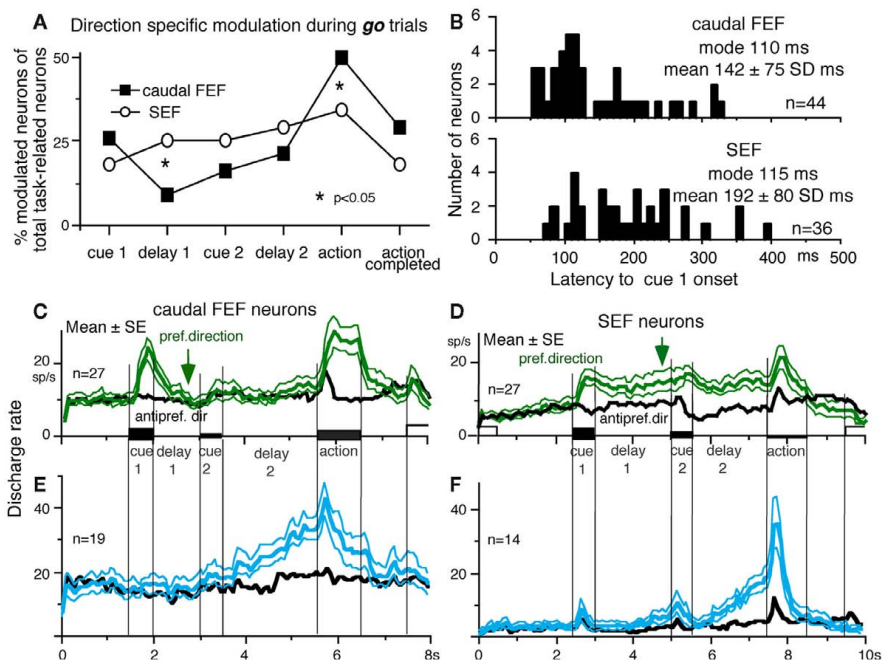 A Direction specific modulation during go trials
% modulated neurons of
total task-related neurons
50
25
0
caudal FEF
SEF
*
*
* p<0.05
cue 1 delay 1 cue 2 delay 2 action action
completed
B
Number of neurons
caudal FEF
mode 110 ms
mean 142 ± 75 SD ms
n=44
6
4
2
0
SEF
mode 115 ms
mean 192 ± 80 SD ms
n=36
6
4
2
0
0 100 200 300 400 ms 500
Latency to cue 1 onset
C caudal FEF neurons
Mean ± SE
pref.direction
20
sp/s
n=27
antipref. dir
0
cue
1
delay
1
cue
2
delay
2
action
D SEF neurons
Mean ± SE
pref.direction
20
sp/s
n=27
antipref.dir
0
cue
1
delay
1
cue
2
delay
2
action
Discharge rate
E
40
n=19
20
0 2 4 6 8s
F
40
n=14
20
0
0 2 4 6 8 10s